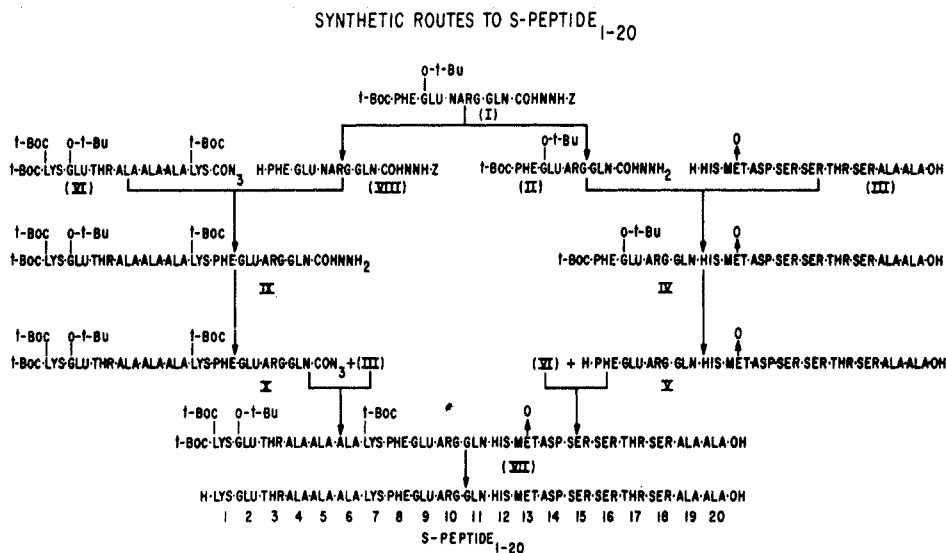 SYNTHETIC ROUTES TO S-PEPTIDE1-20
O-t-Bu
t-BOC·PHE·GLU·NARG·GLN·COHNNH·Z
(I)
t-BOC O-t-Bu t-BOC
t-BOC·LYS·GLU·THR·ALA·ALA·ALA·LYS·CON3
(VI)
H·PHE·GLU·NARG·GLN·COHNNH·Z
(VIII)
O-t-Bu
t-BOC·PHE·GLU·ARG·GLN·COHNNH2
(II)
O
H·HIS·MET·ASP·SER·SER·THR·SER·ALA·ALA·OH
(III)
t-BOC O-t-Bu t-BOC
t-BOC·LYS·GLU·THR·ALA·ALA·ALA·LYS·PHE·GLU·ARG·GLN·COHNNH2
IX
O-t-Bu O
t-BOC·PHE·GLU·ARG·GLN·HIS·MET·ASP·SER·SER·THR·SER·ALA·ALA·OH
IV
t-BOC O-t-Bu t-BOC
t-BOC·LYS·GLU·THR·ALA·ALA·ALA·LYS·PHE·GLU·ARG·GLN·CON3+(III)
X
O
(VI) + H·PHE·GLU·ARG·GLN·HIS·MET·ASP·SER·SER·THR·SER·ALA·ALA·OH
V
t-BOC O-t-Bu t-BOC O
t-BOC·LYS·GLU·THR·ALA·ALA·ALA·LYS·PHE·GLU·ARG·GLN·HIS·MET·ASP·SER·SER·THR·SER·ALA·ALA·OH
(VII)
H·LYS·GLU·THR·ALA·ALA·ALA·LYS·PHE·GLU·ARG·GLN·HIS·MET·ASP·SER·SER·THR·SER·ALA·ALA·OH
1 2 3 4 5 6 7 8 9 10 11 12 13 14 15 16 17 18 19 20
S-PEPTIDE1-20